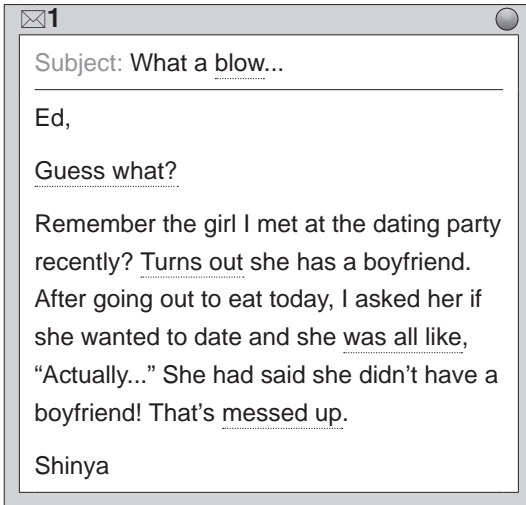 1
Subject: What a blow...
Ed,
Guess what?
Remember the girl I met at the dating party
recently? Turns out she has a boyfriend.
After going out to eat today, I asked her if
she wanted to date and she was all like,
“Actually...” She had said she didn’t have a
boyfriend! That’s messed up.
Shinya